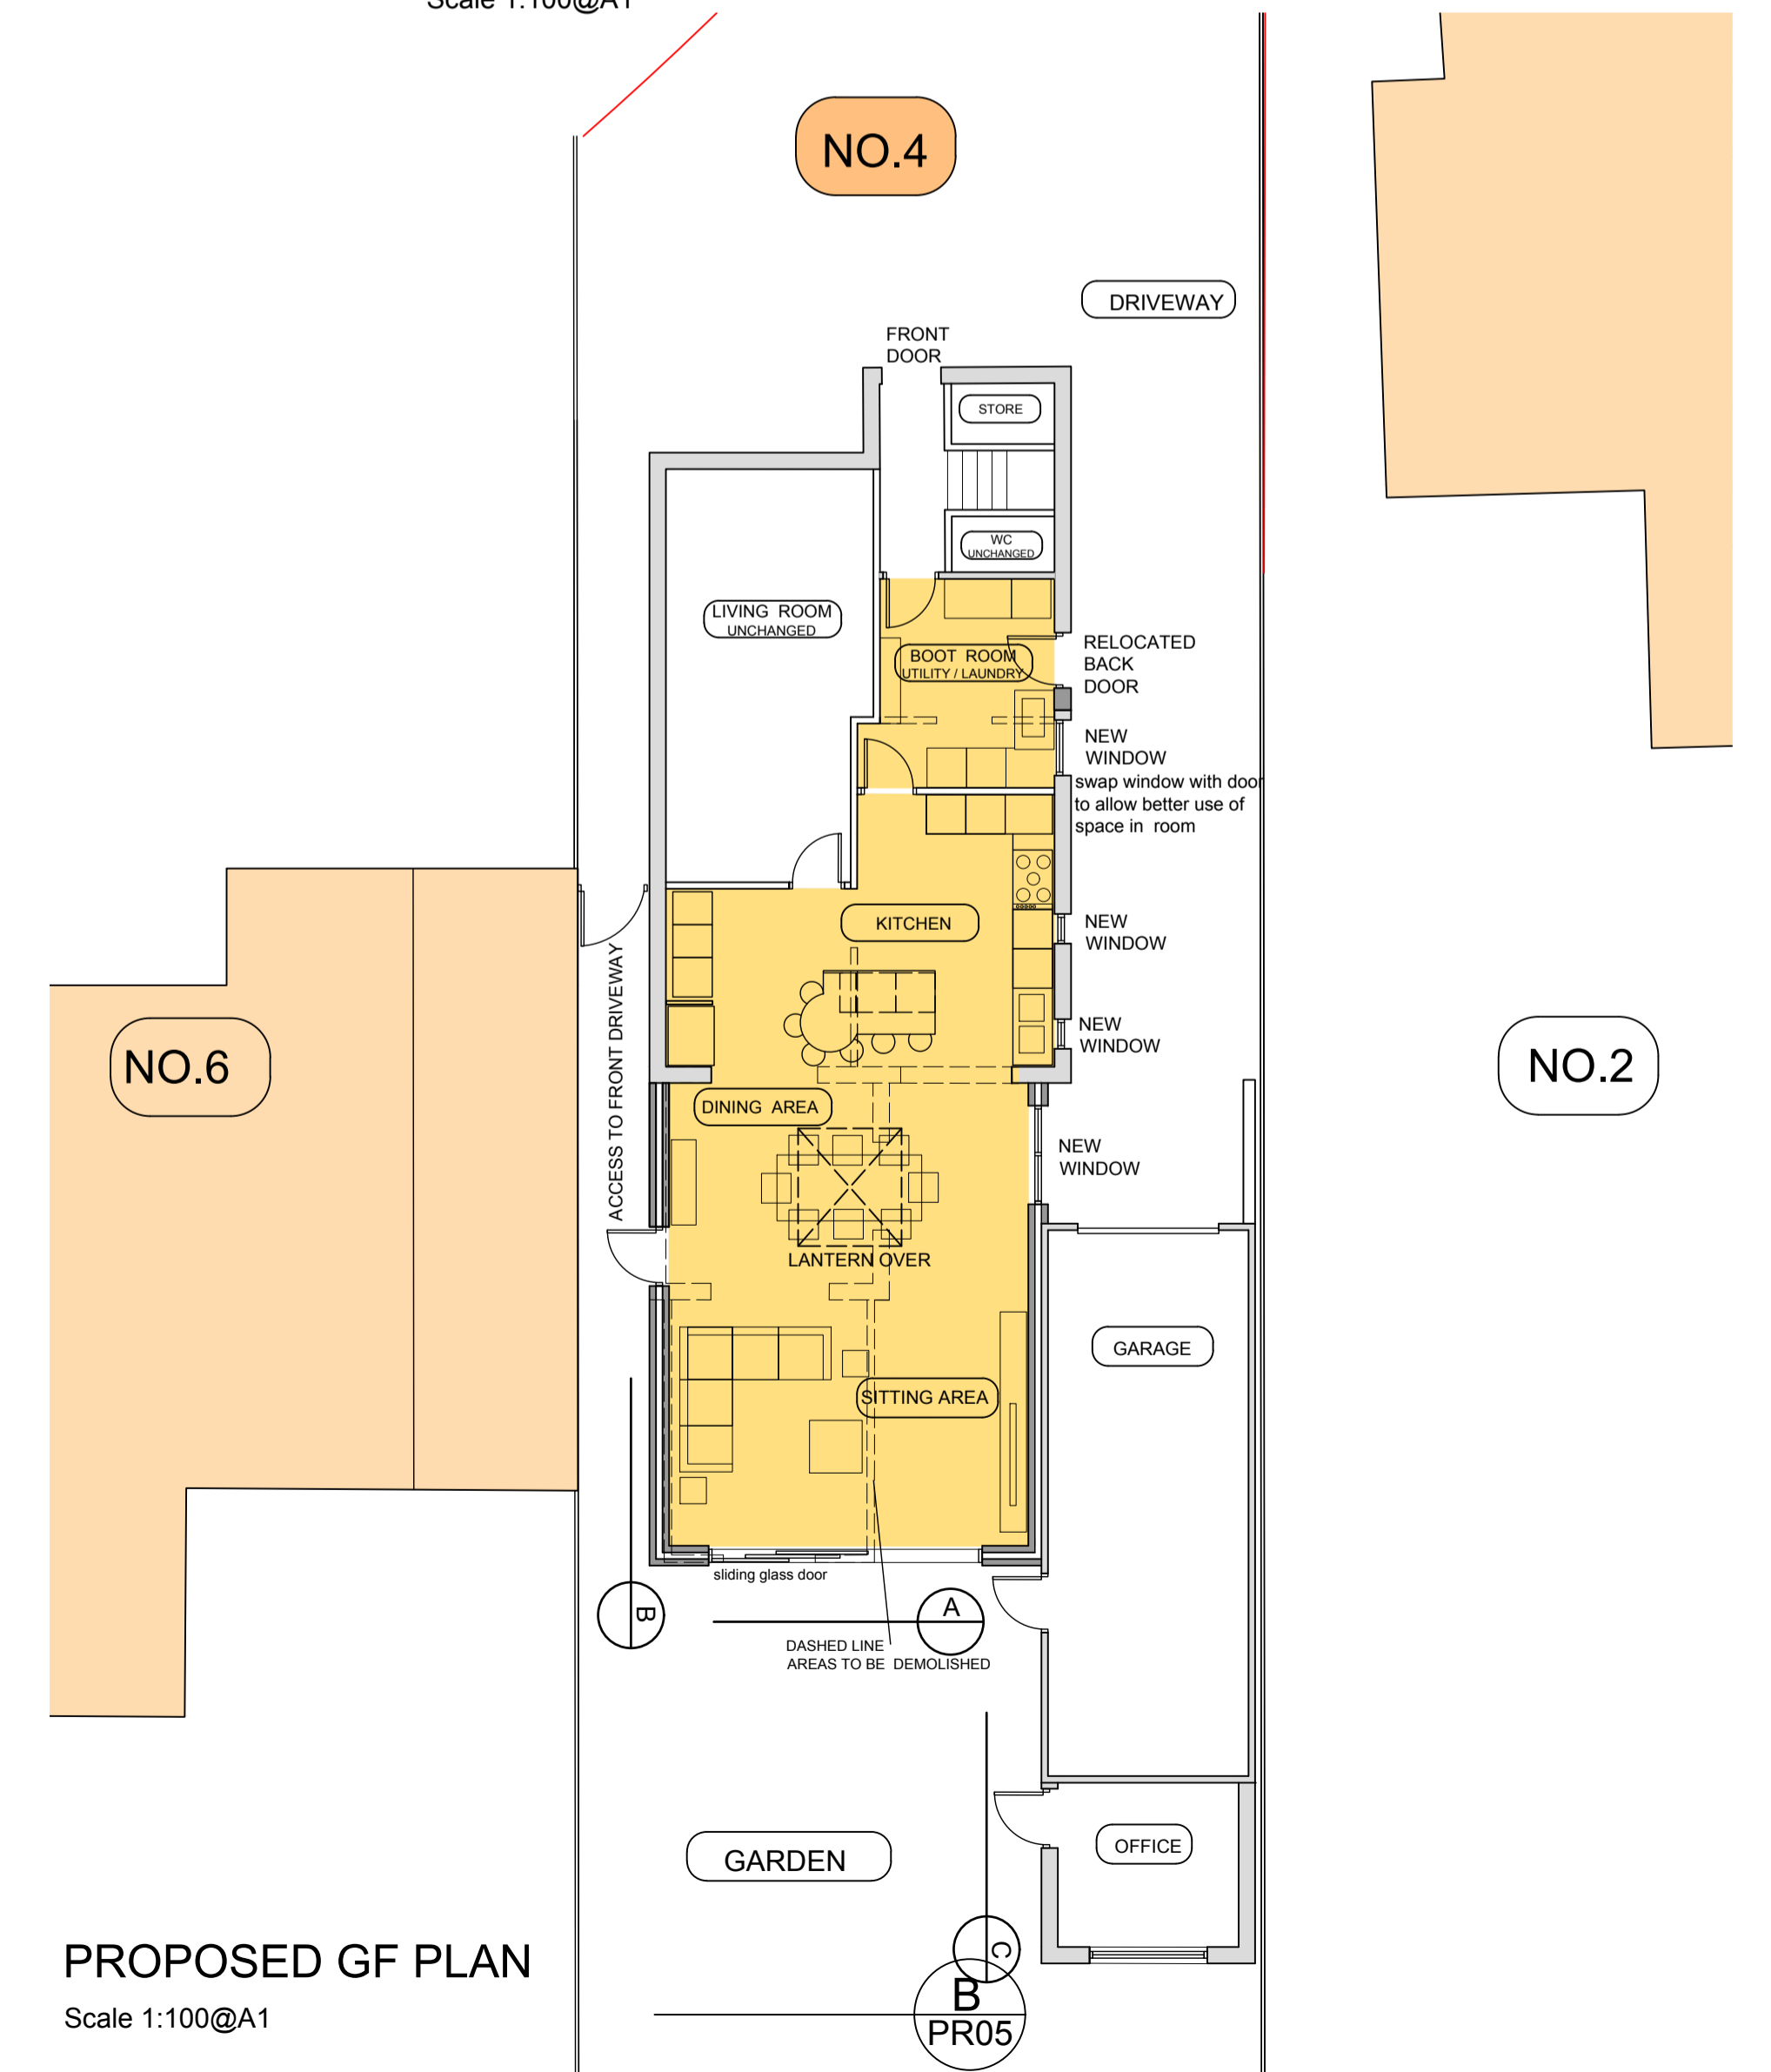 Scale 1:100@A1
NO.4
DRIVEWAY
FRONT
DOOR
STORE
WC
UNCHANGED
LIVING ROOM
UNCHANGED
BOOT ROOM
UTILITY / LAUNDRY
RELOCATED
BACK
DOOR
NEW
WINDOW
swap window with door
to allow better use of
space in room
KITCHEN
NEW
WINDOW
NEW
WINDOW
ACCESS TO FRONT DRIVEWAY
NO.6
NO.2
DINING AREA
NEW
WINDOW
LANTERN OVER
GARAGE
SITTING AREA
sliding glass door
B
A
DASHED LINE
AREAS TO BE DEMOLISHED
OFFICE
GARDEN
C
B
PR05
PROPOSED GF PLAN
Scale 1:100@A1